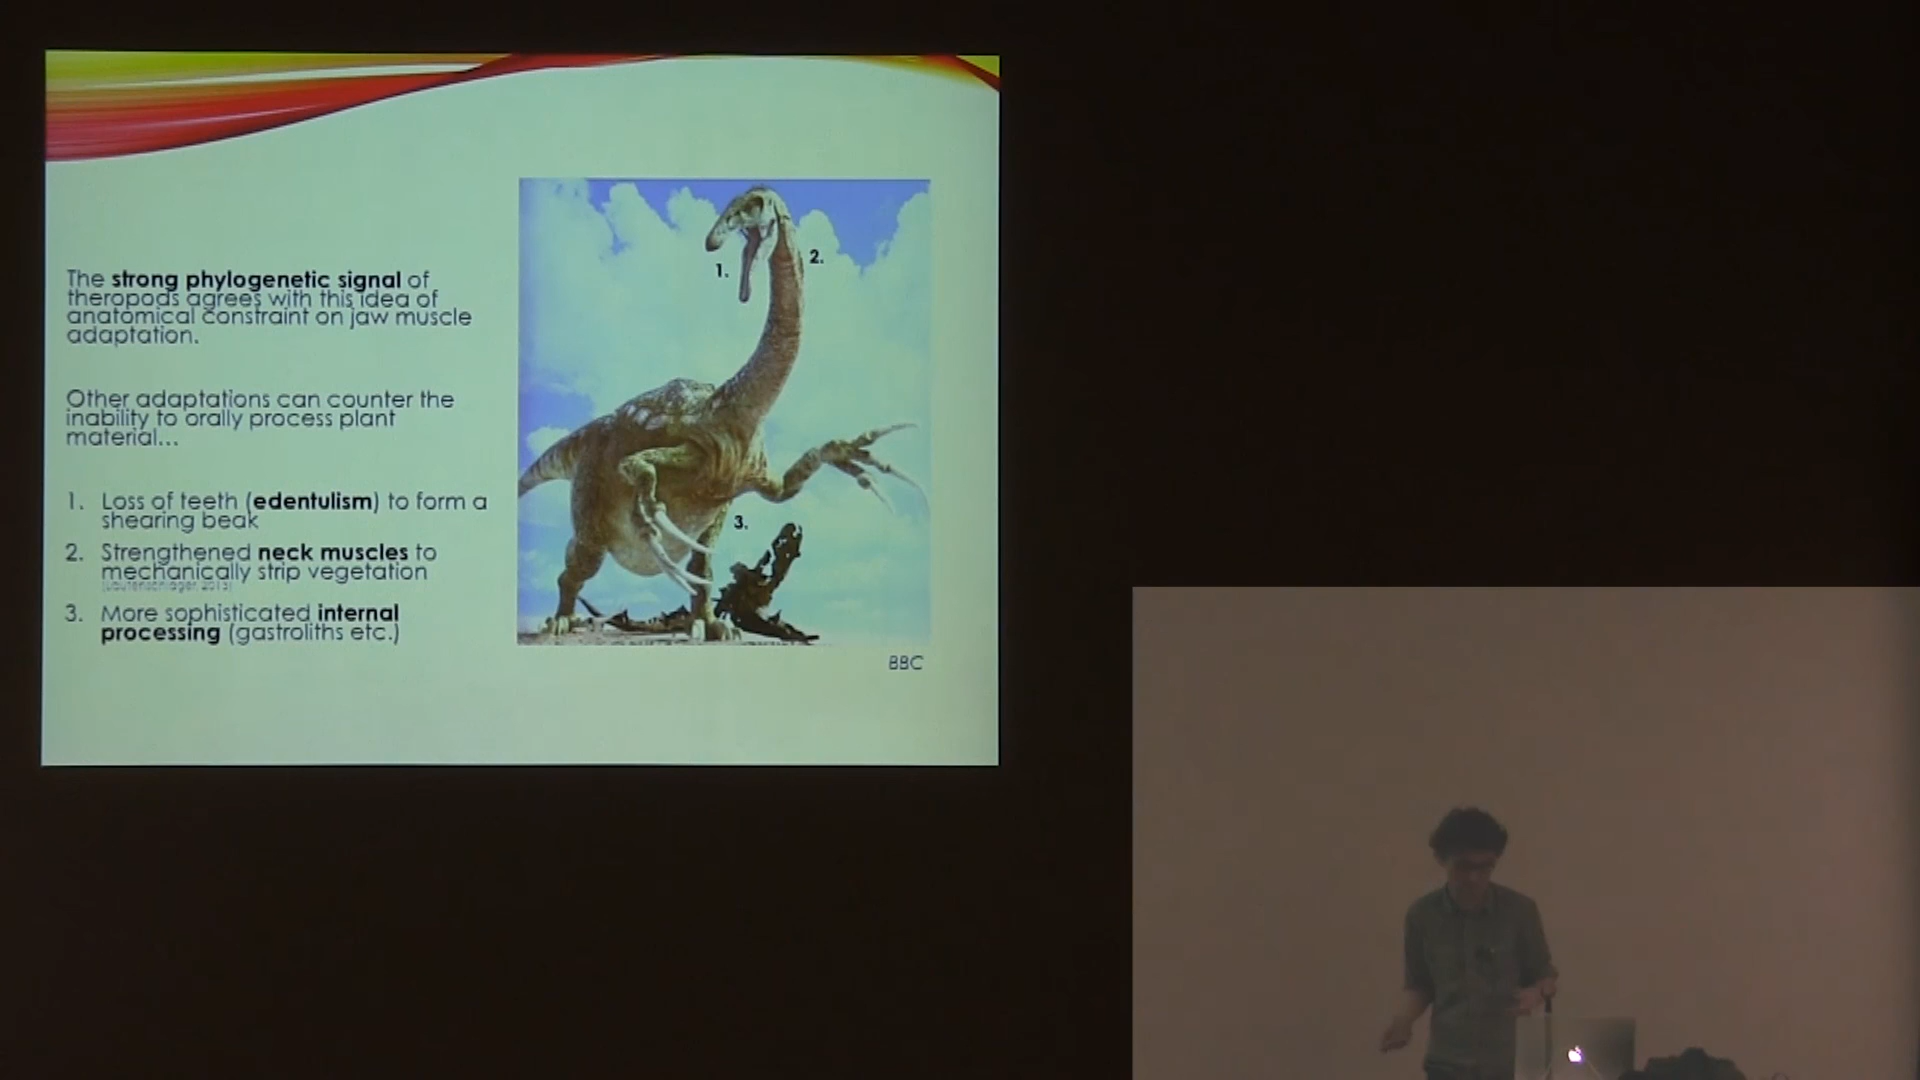 The strong phylogenetic signal of
theropods agrees with this idea of
anatomical constraint on jaw muscle
adaptation.
Other adaptations can counter the
inability to orally process plant
material...
1. Loss of teeth (edentulism) to form a
shearing beak
2. Strengthened neck muscles to
mechanically strip vegetation
(Lautenschlager 2013)
3. More sophisticated internal
processing (gastroliths etc.)
1.
2.
3.
BBC